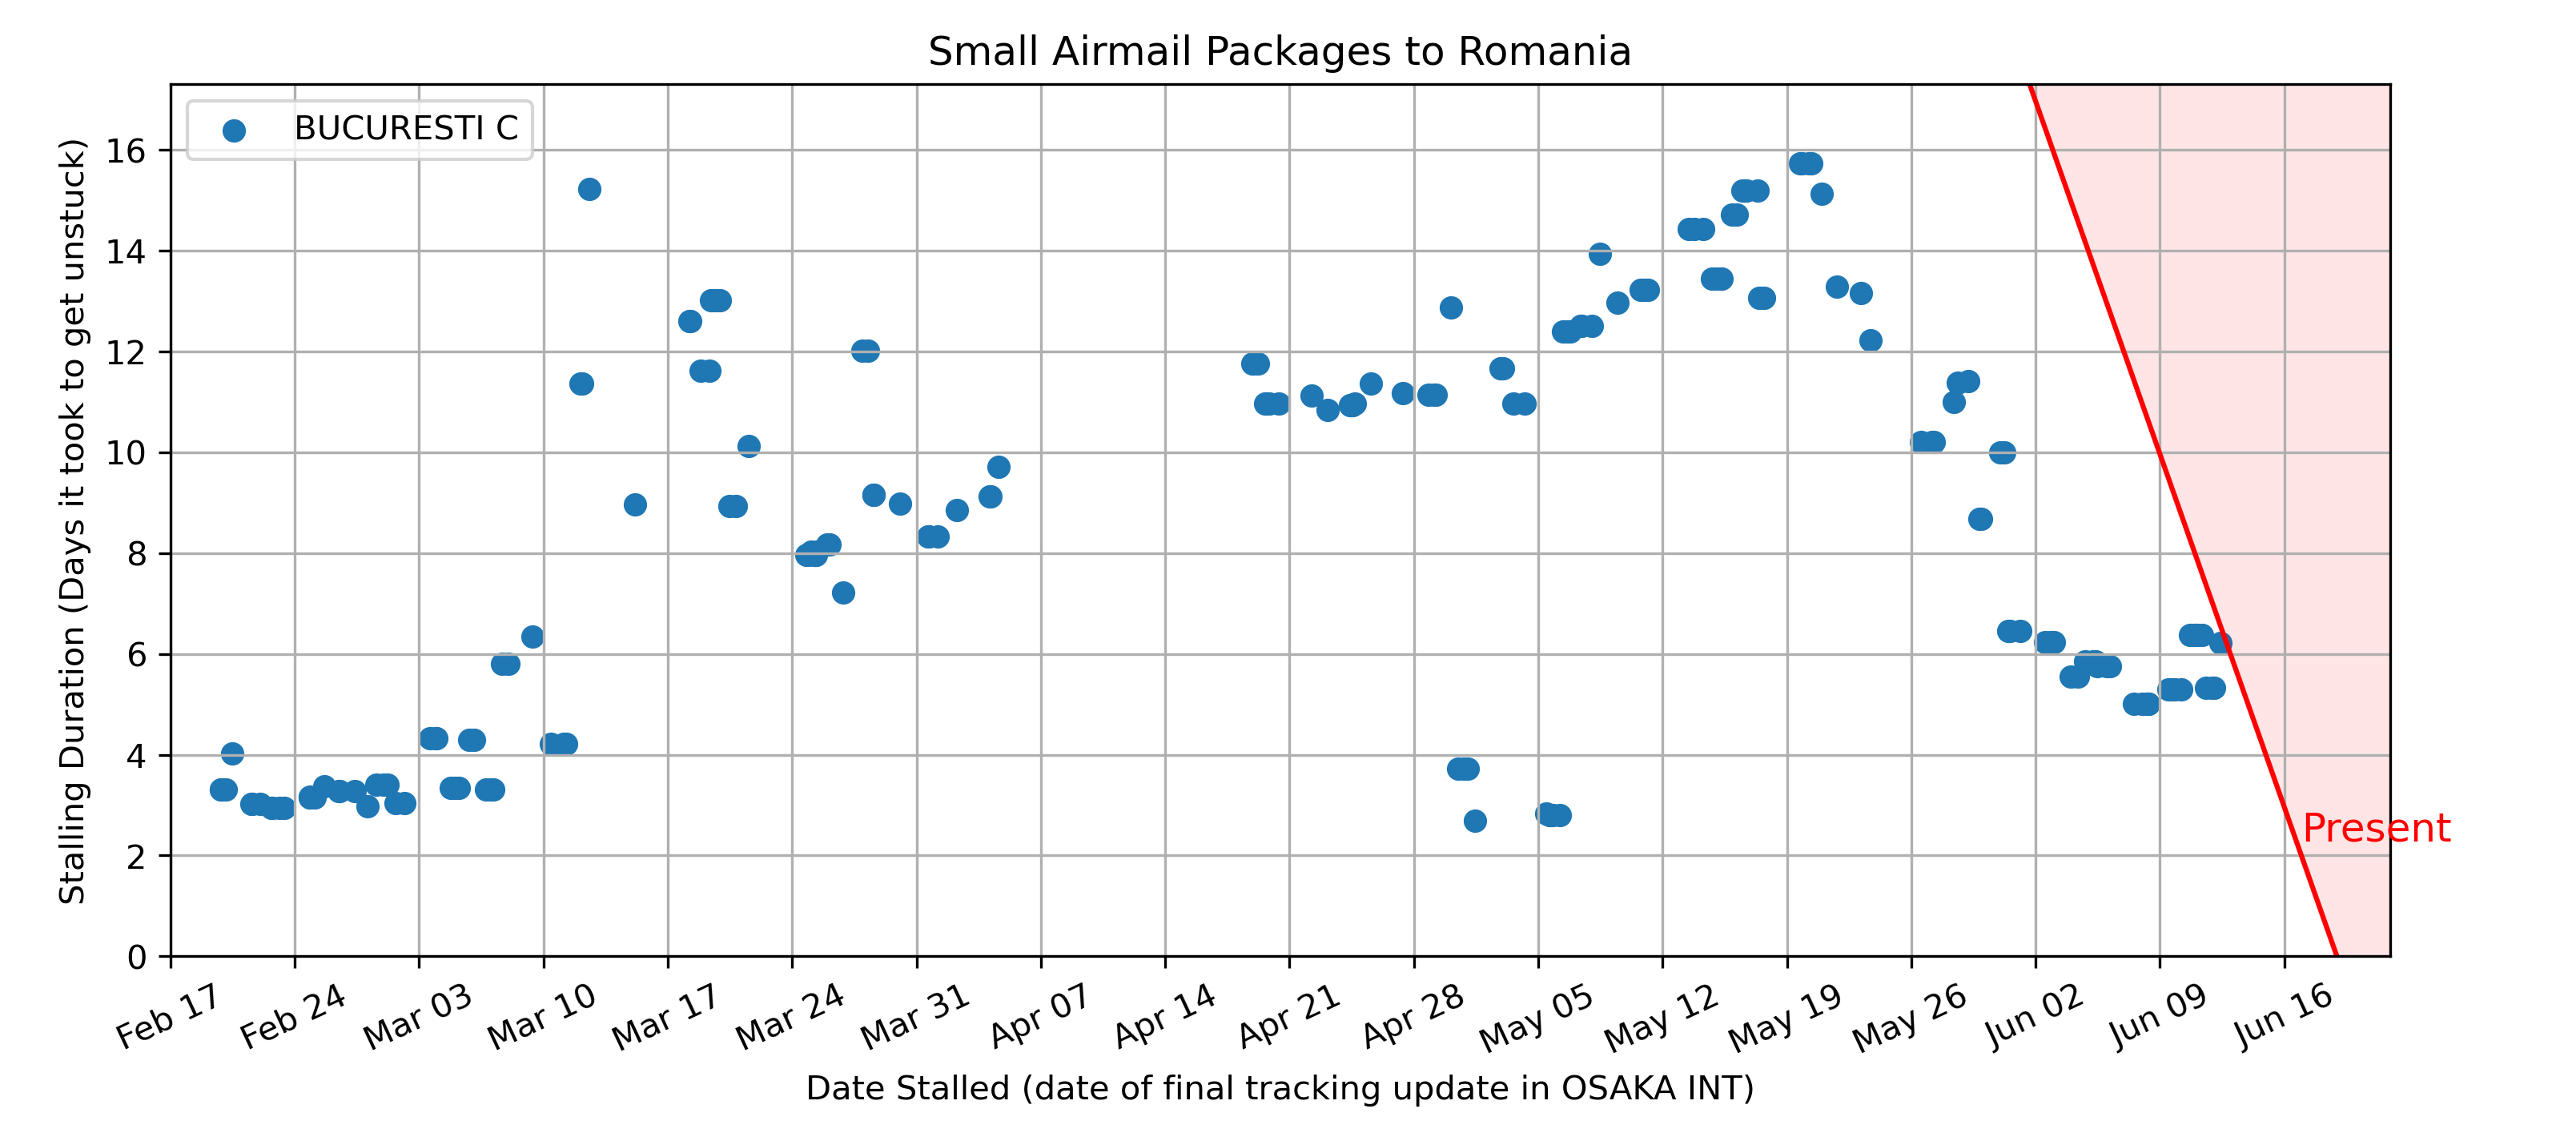 Small Airmail Packages to Romania
BUCURESTI C
Stalling Duration (Days it took to get unstuck)
16
14
12
10
8
6
4
2
0
Present
Feb 17
Feb 24
Mar 03
Mar 10
Mar 17
Mar 24
Mar 31
Apr 07
Apr 14
Apr 21
Apr 28
May 05
May 12
May 19
May 26
Jun 02
Jun 09
Jun 16
Date Stalled (date of final tracking update in OSAKA INT)